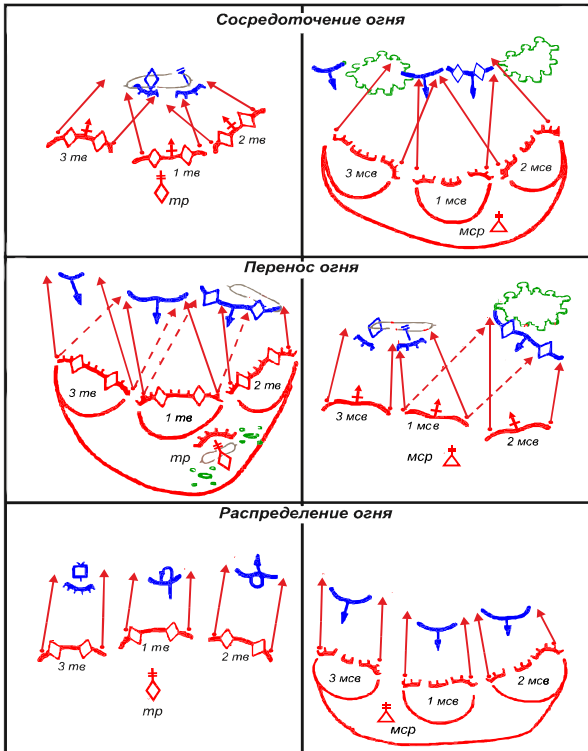 Сосредоточение огня
3 тв
1 тв
2 тв
тр
3 мсв
1 мсв
2 мсв
мср
Перенос огня
3 тв
1 тв
2 тв
тр
3 мсв
1 мсв
2 мсв
мср
Распределение огня
3 тв
1 тв
2 тв
тр
3 мсв
1 мсв
2 мсв
мср